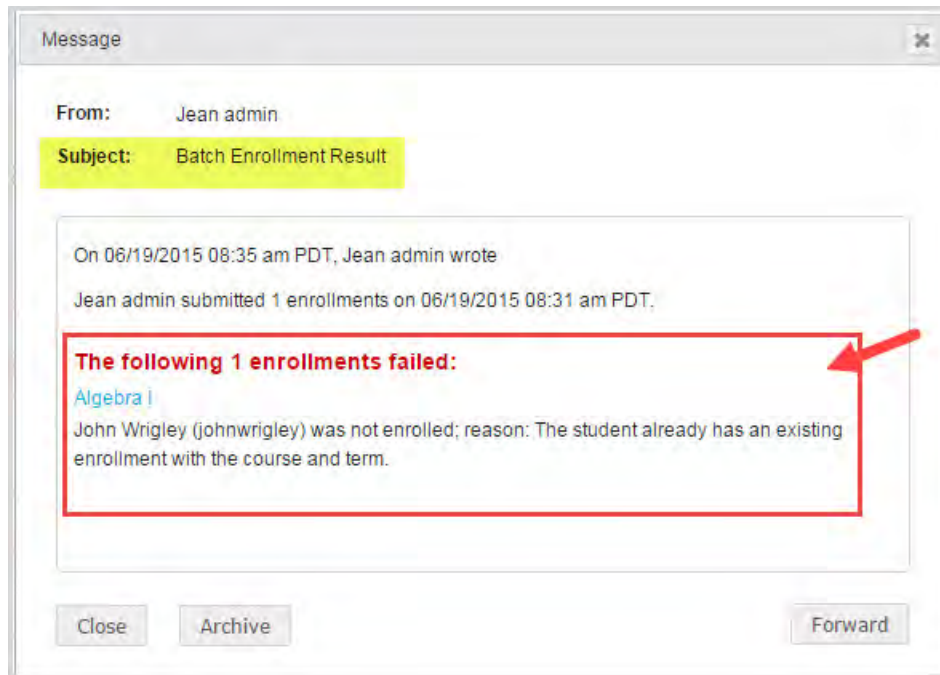 Message
From: Jean admin
Subject: Batch Enrollment Result
On 06/19/2015 08:35 am PDT, Jean admin wrote
Jean admin submitted 1 enrollments on 06/19/2015 08:31 am PDT.
The following 1 enrollments failed:
Algebra I
John Wrigley (johnwrigley) was not enrolled; reason: The student already has an existing
enrollment with the course and term.
Close Archive Forward